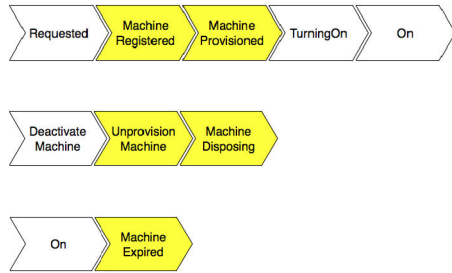 Requested
Machine
Registered
Machine
Provisioned
TurningOn
On
Deactivate
Machine
Unprovision
Machine
Machine
Disposing
On
Machine
Expired